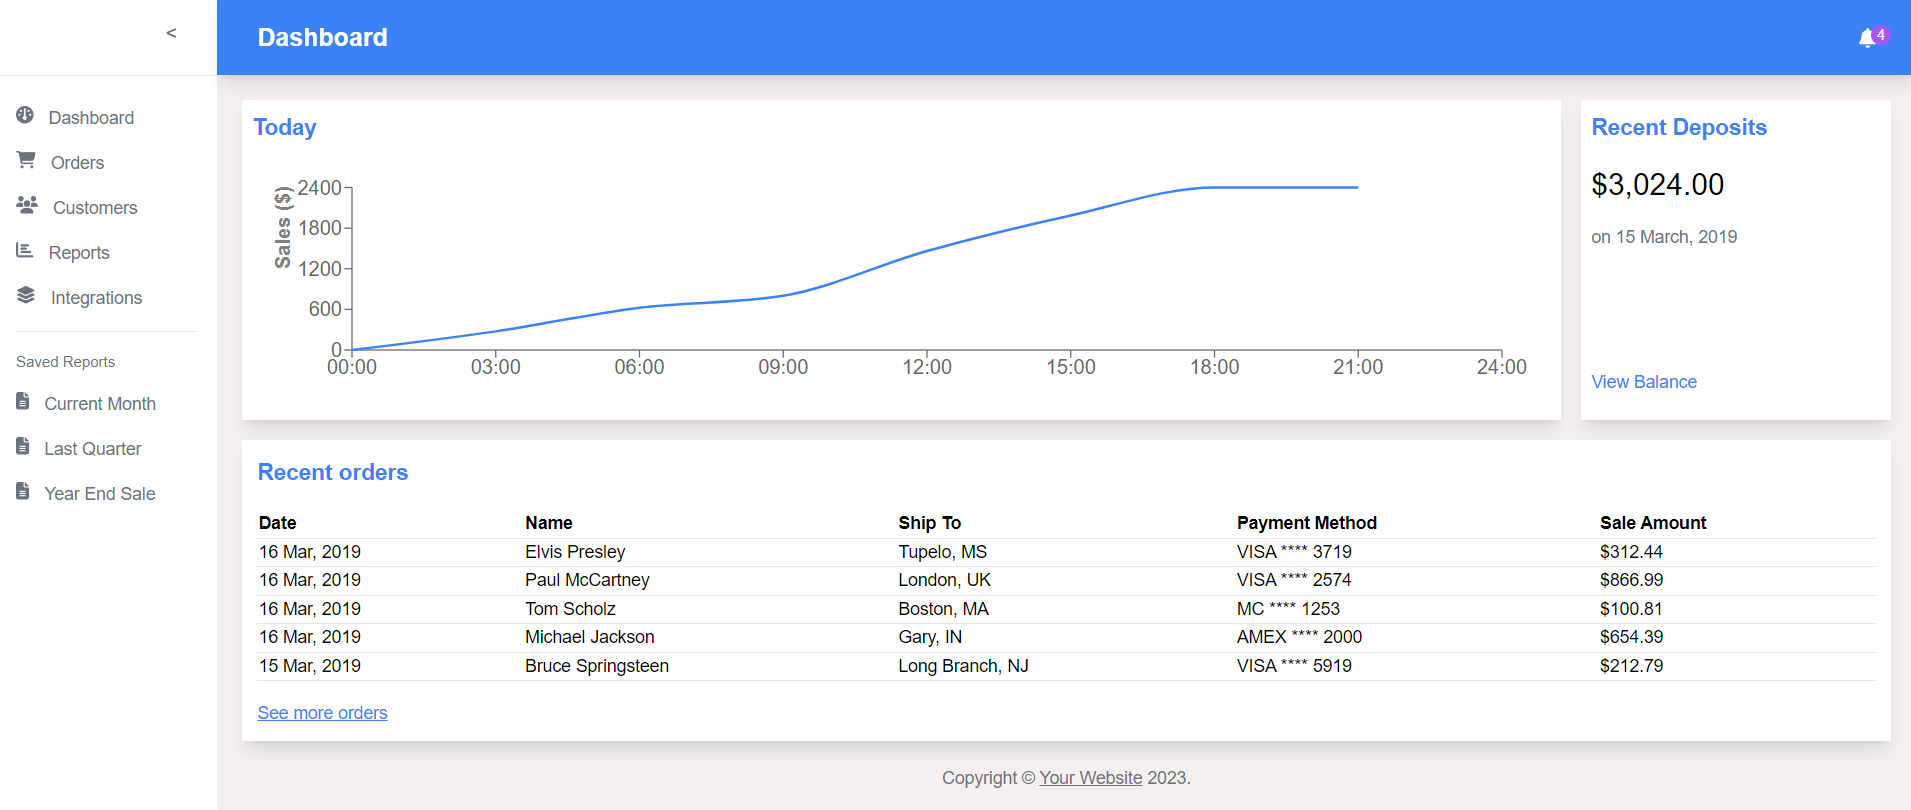 <
Dashboard
4
Dashboard
Orders
Customers
Reports
Integrations
Saved Reports
Current Month
Last Quarter
Year End Sale
Today
Sales ($)
2400
1800
1200
600
0
00:00 03:00 06:00 09:00 12:00 15:00 18:00 21:00 24:00
Recent Deposits
$3,024.00
on 15 March, 2019
View Balance
Recent orders
Date Name Ship To Payment Method Sale Amount
16 Mar, 2019 Elvis Presley Tupelo, MS VISA **** 3719 $312.44
16 Mar, 2019 Paul McCartney London, UK VISA **** 2574 $866.99
16 Mar, 2019 Tom Scholz Boston, MA MC **** 1253 $100.81
16 Mar, 2019 Michael Jackson Gary, IN AMEX **** 2000 $654.39
15 Mar, 2019 Bruce Springsteen Long Branch, NJ VISA **** 5919 $212.79
See more orders
Copyright © Your Website 2023.